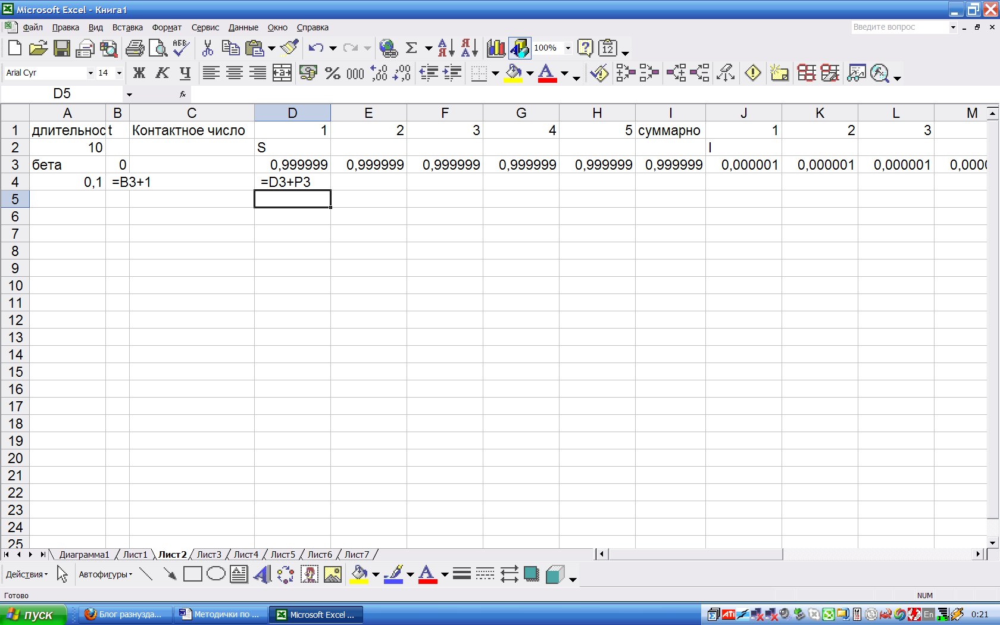 Microsoft Excel - Книга1
Файл Правка Вид Вставка Формат Сервис Данные Окно Справка Введите вопрос
100%
Arial Cyr 14 Ж К Ч % 000
D5 fx
A B C D E F G H I J K L M
1 длительнос t Контактное число 1 2 3 4 5 суммарно 1 2 3
2 10 S I
3 бета 0 0,999999 0,999999 0,999999 0,999999 0,999999 0,999999 0,000001 0,000001 0,000001 0,0000
4 0,1 =B3+1 =D3+P3
5
6
7
8
9
10
11
12
13
14
15
16
17
18
19
20
21
22
23
24
25
Диаграмма1 Лист1 Лист2 Лист3 Лист4 Лист5 Лист6 Лист7
Действия Автофигуры
Готово NUM
пуск Блог разнузда... Методички по ... Microsoft Excel ... ATI En 0:21